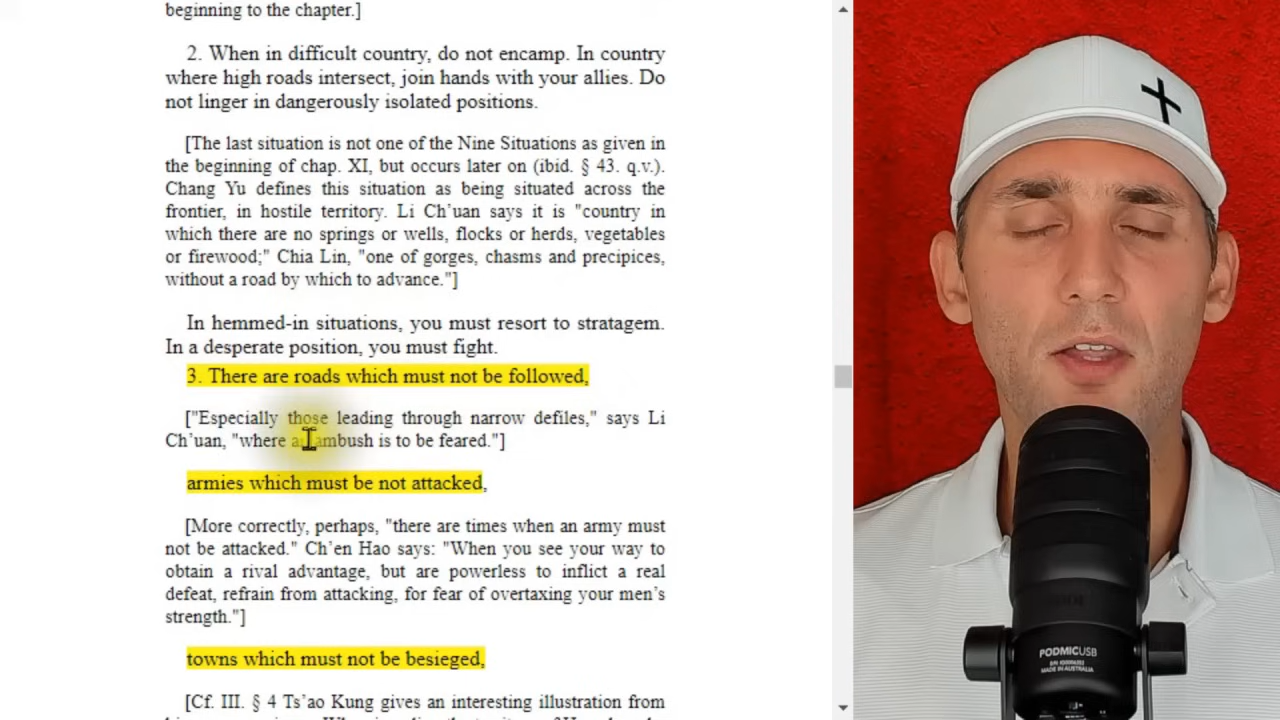 beginning to the chapter.]
2. When in difficult country, do not encamp. In country
where high roads intersect, join hands with your allies. Do
not linger in dangerously isolated positions.
[The last situation is not one of the Nine Situations as given in
the beginning of chap. XI, but occurs later on (ibid. § 43. q.v.).
Chang Yu defines this situation as being situated across the
frontier, in hostile territory. Li Ch’uan says it is "country in
which there are no springs or wells, flocks or herds, vegetables
or firewood;" Chia Lin, "one of gorges, chasms and precipices,
without a road by which to advance."]
In hemmed-in situations, you must resort to stratagem.
In a desperate position, you must fight.
3. There are roads which must not be followed,
["Especially those leading through narrow defiles," says Li
Ch’uan, "where an ambush is to be feared."]
armies which must be not attacked,
[More correctly, perhaps, "there are times when an army must
not be attacked." Ch’en Hao says: "When you see your way to
obtain a rival advantage, but are powerless to inflict a real
defeat, refrain from attacking, for fear of overtaxing your men’s
strength."]
towns which must not be besieged,
[Cf. III. § 4 Ts’ao Kung gives an interesting illustration from
PODMICUSB
MADE IN AUSTRALIA